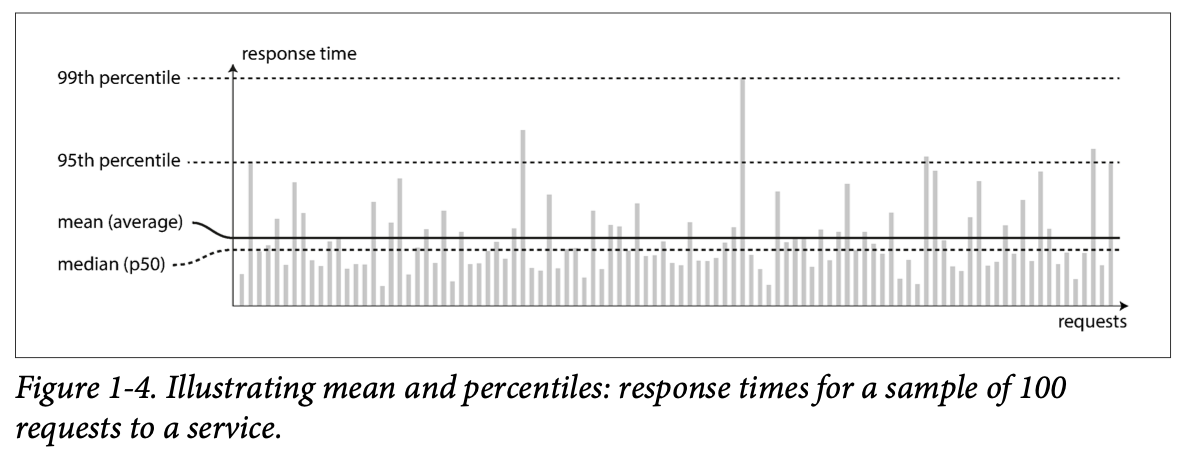 response time
99th percentile
95th percentile
mean (average)
median (p50)
requests
Figure 1-4. Illustrating mean and percentiles: response times for a sample of 100
requests to a service.